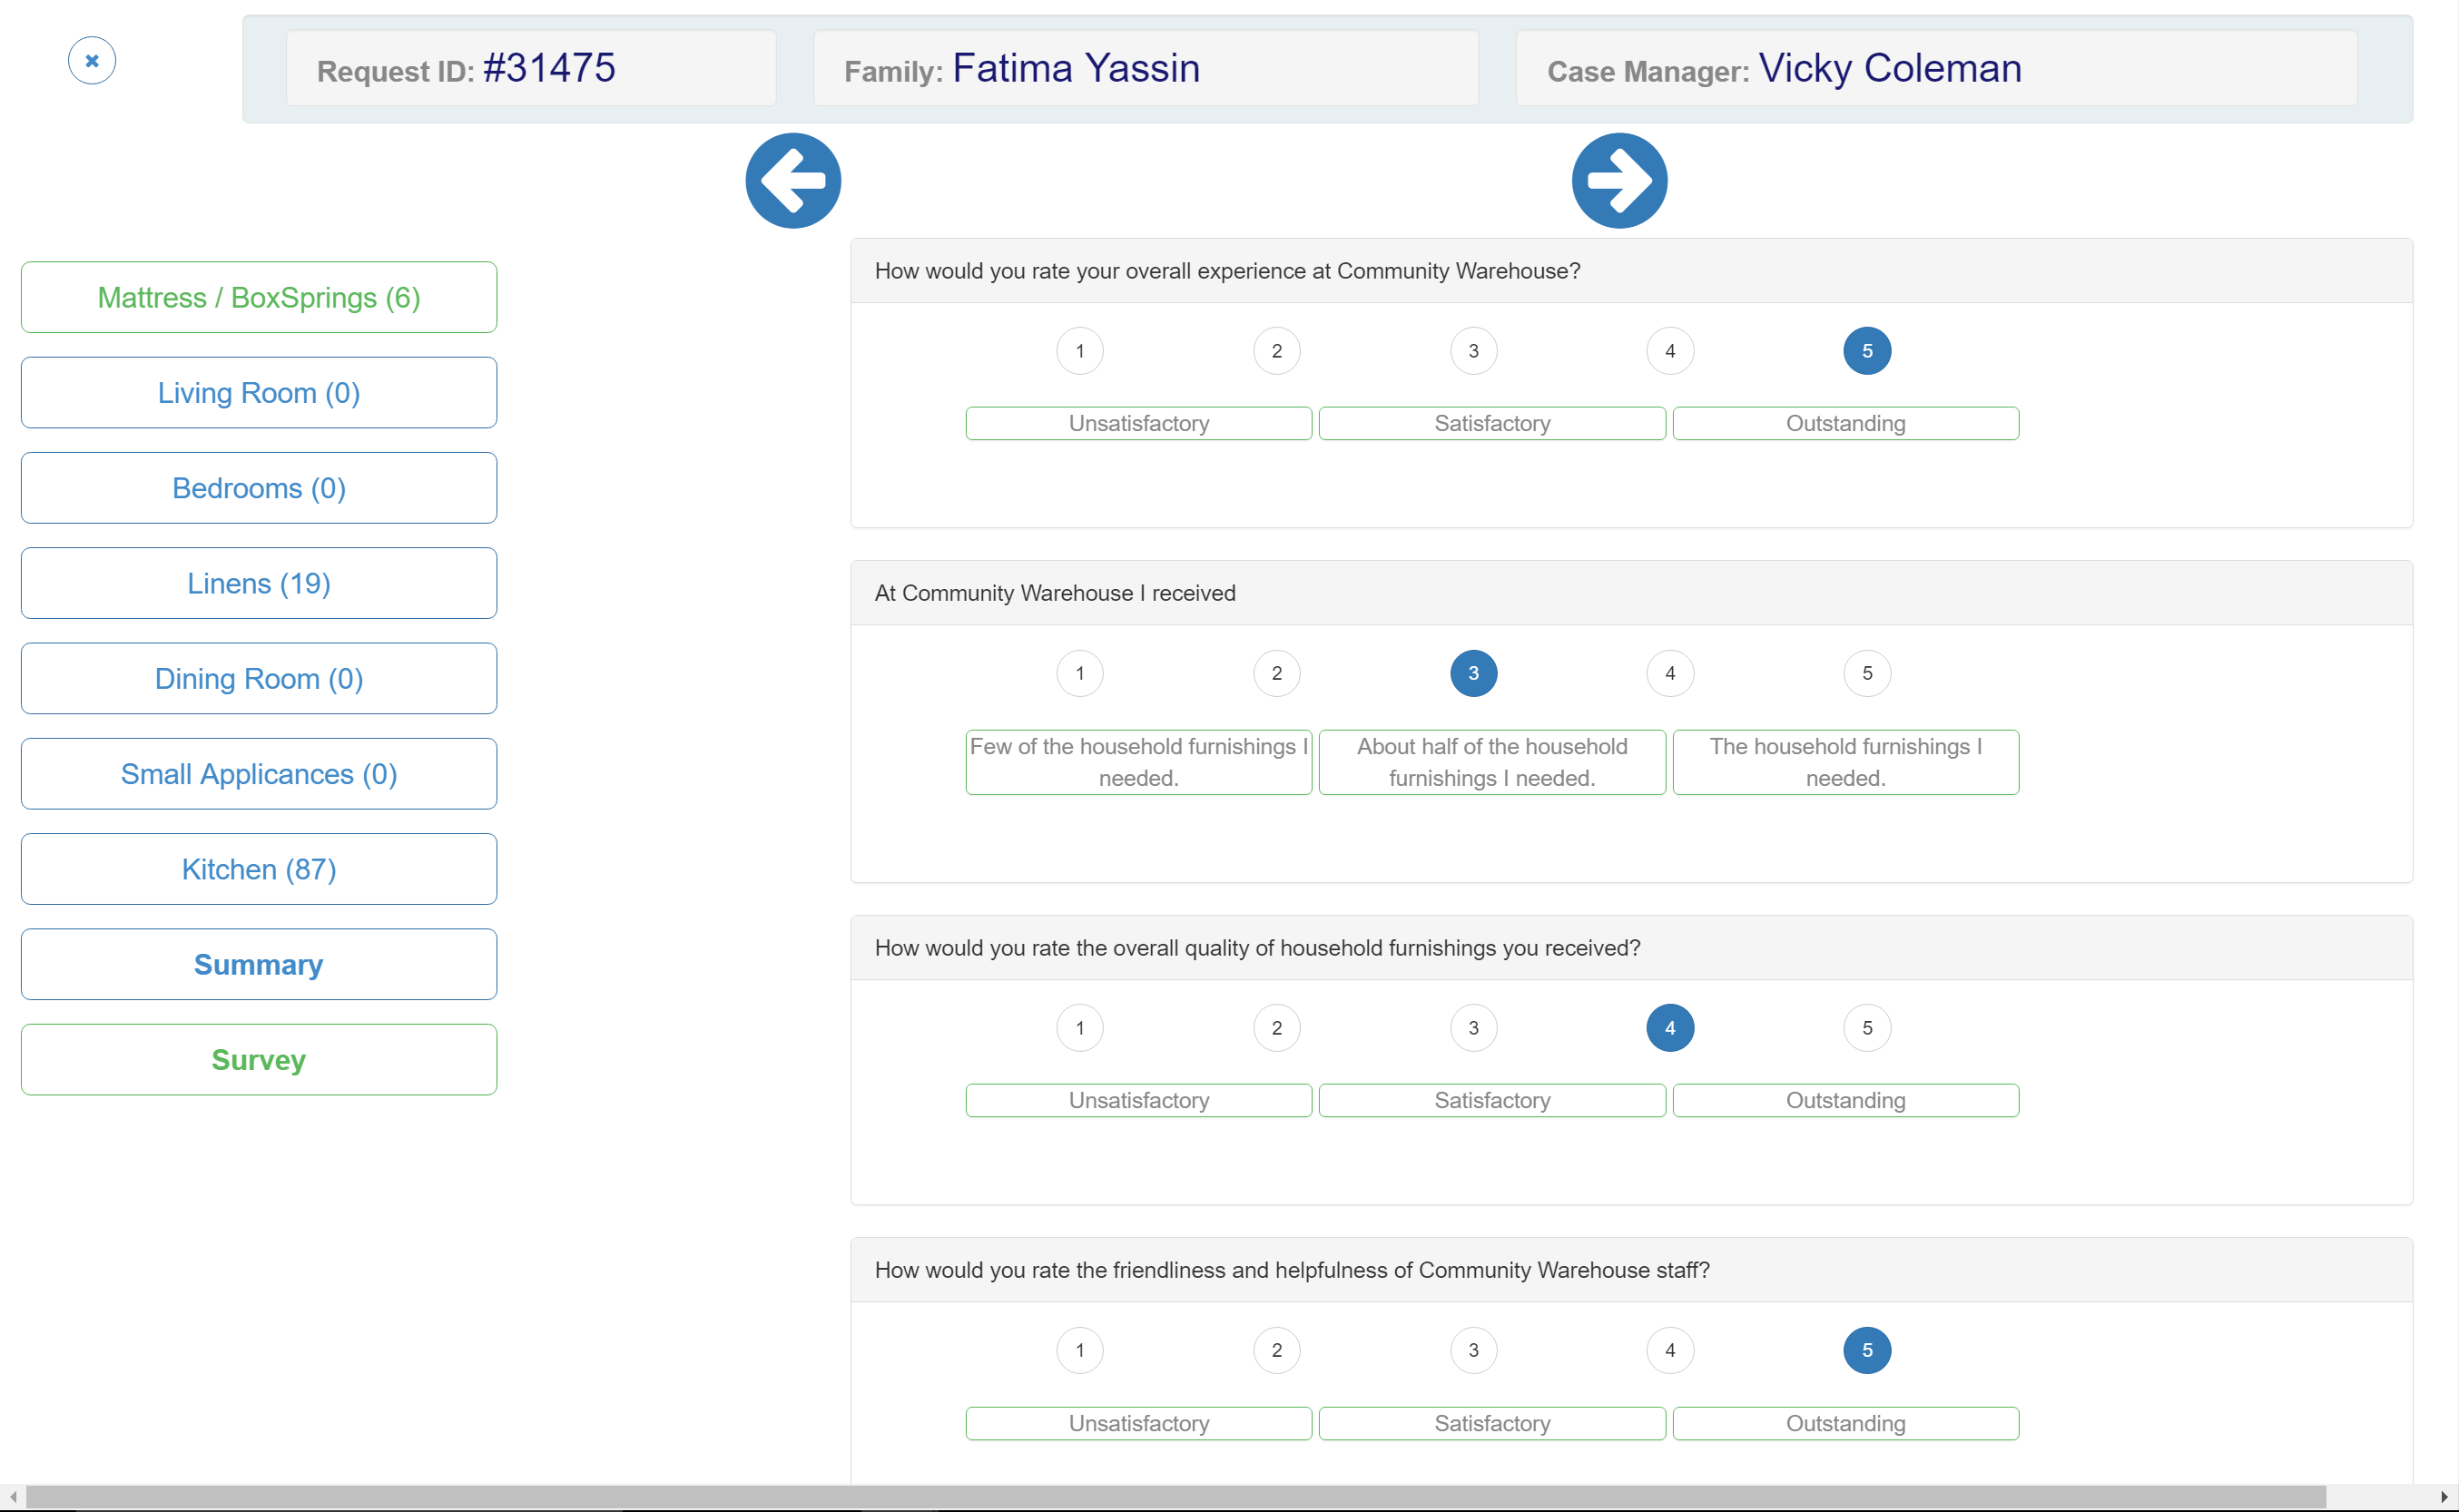 Request ID: #31475
Family: Fatima Yassin
Case Manager: Vicky Coleman
Mattress / BoxSprings (6)
Living Room (0)
Bedrooms (0)
Linens (19)
Dining Room (0)
Small Applicances (0)
Kitchen (87)
Summary
Survey
How would you rate your overall experience at Community Warehouse?
1 2 3 4 5
Unsatisfactory Satisfactory Outstanding
At Community Warehouse I received
1 2 3 4 5
Few of the household furnishings I
needed.
About half of the household
furnishings I needed.
The household furnishings I
needed.
How would you rate the overall quality of household furnishings you received?
1 2 3 4 5
Unsatisfactory Satisfactory Outstanding
How would you rate the friendliness and helpfulness of Community Warehouse staff?
1 2 3 4 5
Unsatisfactory Satisfactory Outstanding